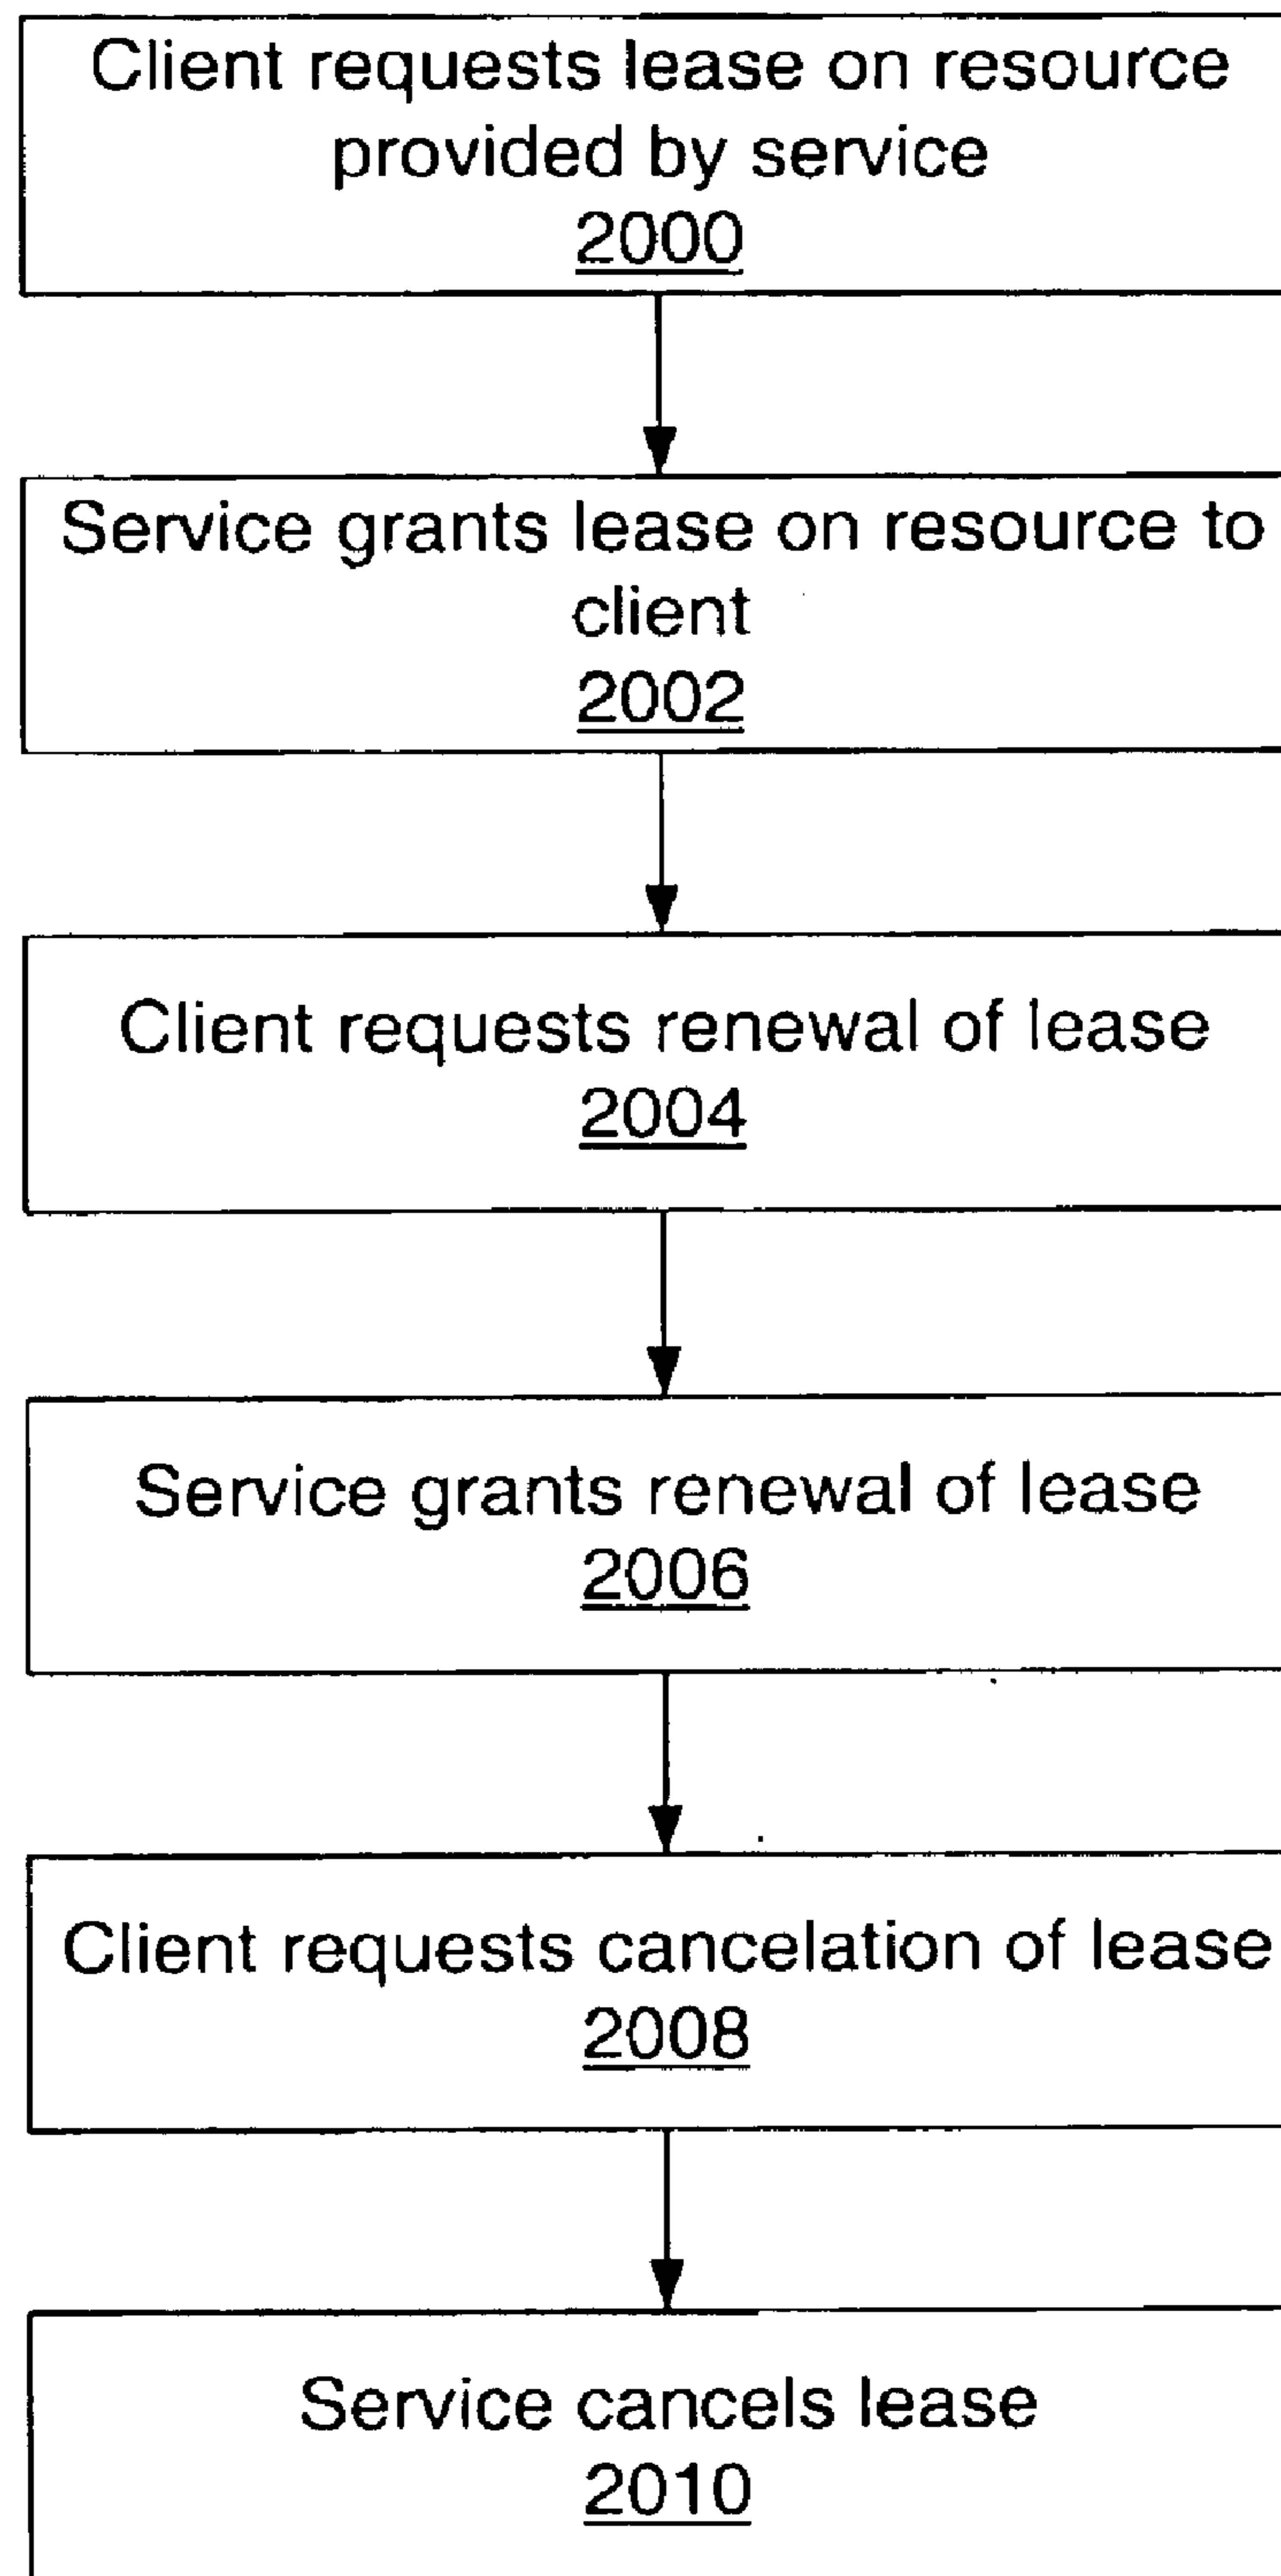 Client requests lease on resource
provided by service
2000
Service grants lease on resource to
client
2002
Client requests renewal of lease
2004
Service grants renewal of lease
2006
Client requests cancelation of lease
2008
Service cancels lease
2010